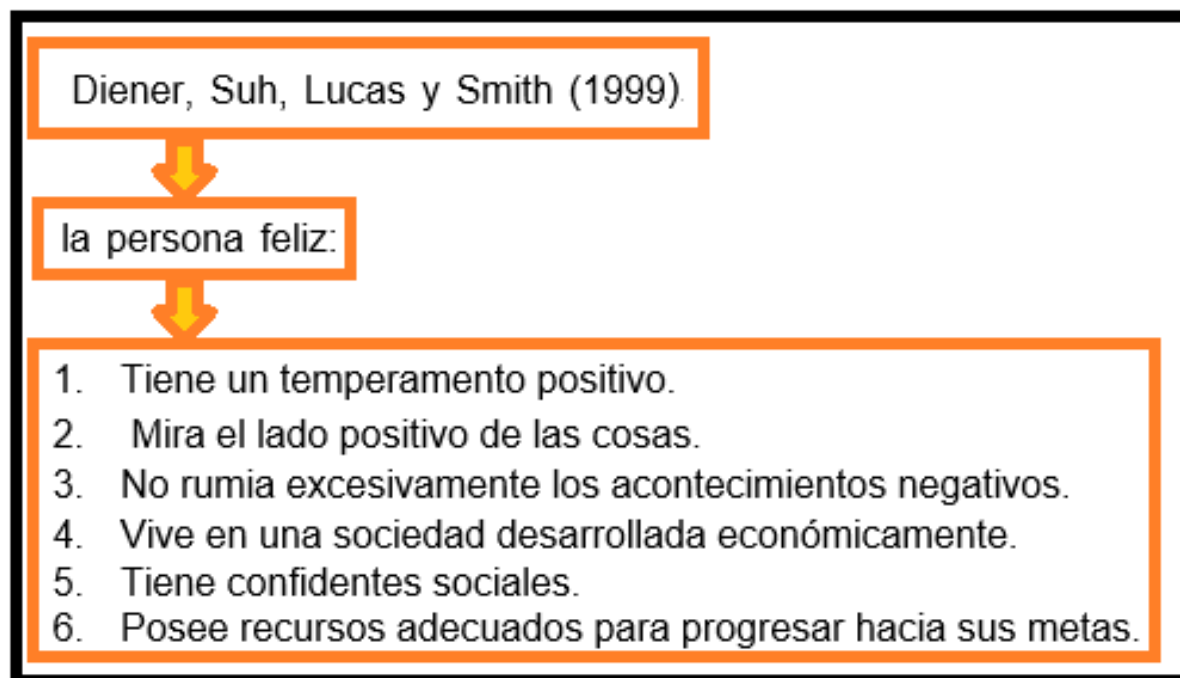 Diener, Suh, Lucas y Smith (1999).
la persona feliz:
1. Tiene un temperamento positivo.
2. Mira el lado positivo de las cosas.
3. No rumia excesivamente los acontecimientos negativos.
4. Vive en una sociedad desarrollada económicamente.
5. Tiene confidentes sociales.
6. Posee recursos adecuados para progresar hacia sus metas.